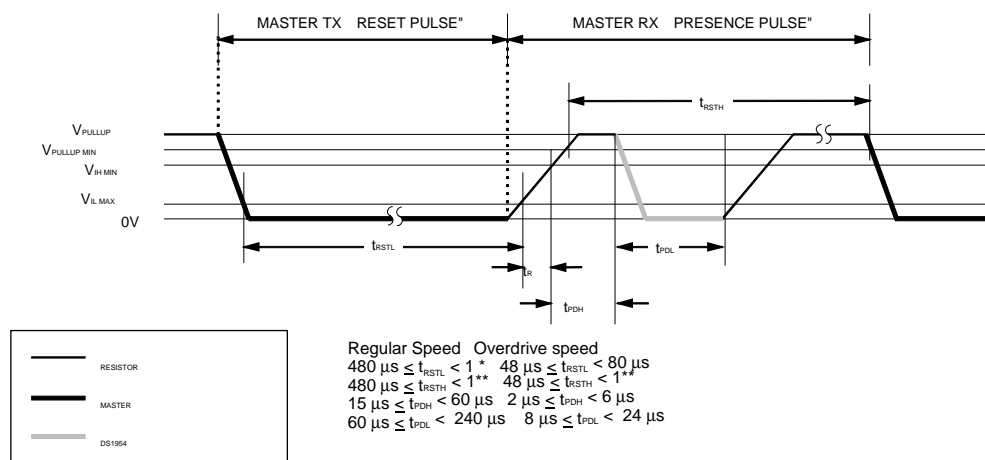 MASTER TX RESET PULSE" MASTER RX PRESENCE PULSE"
tRSTH
VPULLUP
VPULLUP MIN
VIH MIN
VIL MAX
0V
tRSTL
tPDL
tR
tPDH
RESISTOR
MASTER
DS1954
Regular Speed Overdrive speed
480 µs ≤ tRSTL < 1 * 48 µs ≤ tRSTL < 80 µs
480 µs ≤ tRSTH < 1** 48 µs ≤ tRSTH < 1**
15 µs ≤ tPDH < 60 µs 2 µs ≤ tPDH < 6 µs
60 µs ≤ tPDL < 240 µs 8 µs ≤ tPDL < 24 µs